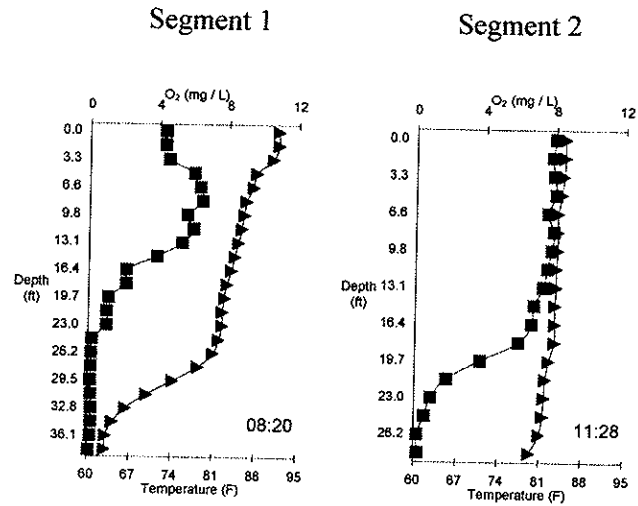 Segment 1
Segment 2
O₂ (mg / L)
0 4 8 12
0.0
3.3
6.6
9.8
13.1
16.4
19.7
23.0
26.2
29.5
32.8
36.1
Depth
(ft)
08:20
60 67 74 81 88 95
Temperature (F)
O₂ (mg / L)
0 4 8 12
0.0
3.3
6.6
9.8
13.1
16.4
19.7
23.0
26.2
Depth
(ft)
11:28
60 67 74 81 88 95
Temperature (F)